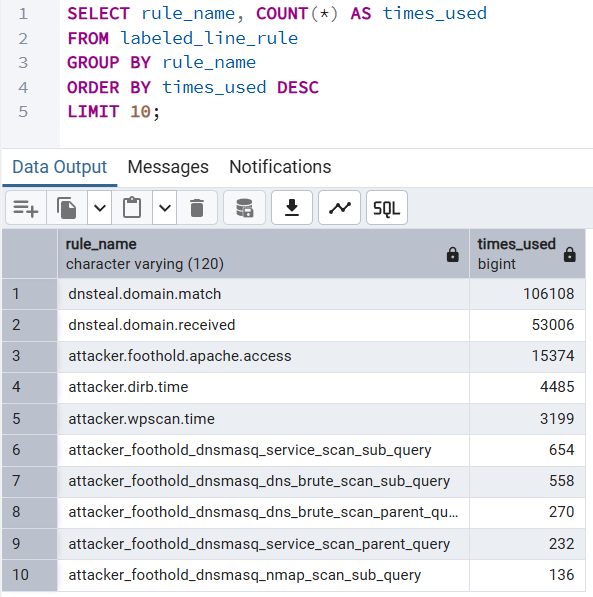 1 SELECT rule_name, COUNT(*) AS times_used
2 FROM labeled_line_rule
3 GROUP BY rule_name
4 ORDER BY times_used DESC
5 LIMIT 10;
Data Output Messages Notifications
SQL
rule_name times_used
character varying (120) bigint
1 dnsteal.domain.match 106108
2 dnsteal.domain.received 53006
3 attacker.foothold.apache.access 15374
4 attacker.dirb.time 4485
5 attacker.wpscan.time 3199
6 attacker_foothold_dnsmasq_service_scan_sub_query 654
7 attacker_foothold_dnsmasq_dns_brute_scan_sub_query 558
8 attacker_foothold_dnsmasq_dns_brute_scan_parent_qu... 270
9 attacker_foothold_dnsmasq_service_scan_parent_query 232
10 attacker_foothold_dnsmasq_nmap_scan_sub_query 136